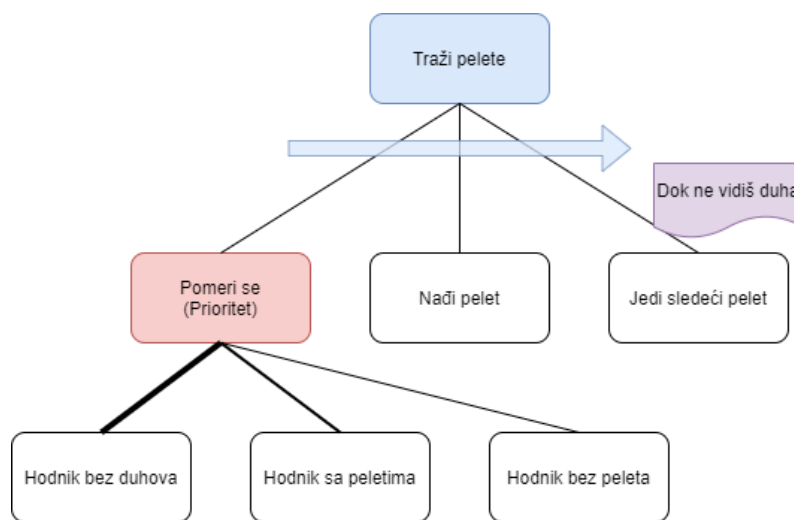 Traži pelete
Dok ne vidiš duha
Pomeri se
(Prioritet)
Nađi pelet
Jedi sledeći pelet
Hodnik bez duhova
Hodnik sa peletima
Hodnik bez peleta